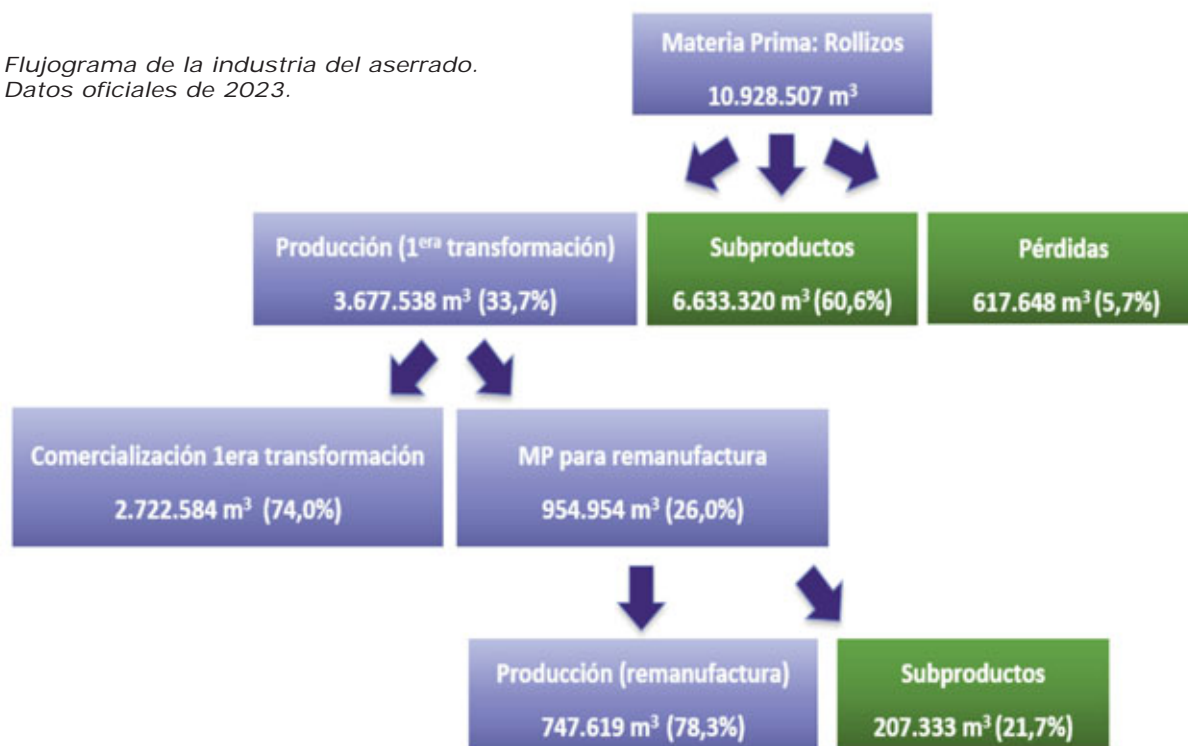 Flujograma de la industria del aserrado.
Datos oficiales de 2023.
Materia Prima: Rollizos
10.928.507 m³
Producción (1ᵉʳᵃ transformación)
3.677.538 m³ (33,7%)
Subproductos
6.633.320 m³ (60,6%)
Pérdidas
617.648 m³ (5,7%)
Comercialización 1era transformación
2.722.584 m³ (74,0%)
MP para remanufactura
954.954 m³ (26,0%)
Producción (remanufactura)
747.619 m³ (78,3%)
Subproductos
207.333 m³ (21,7%)